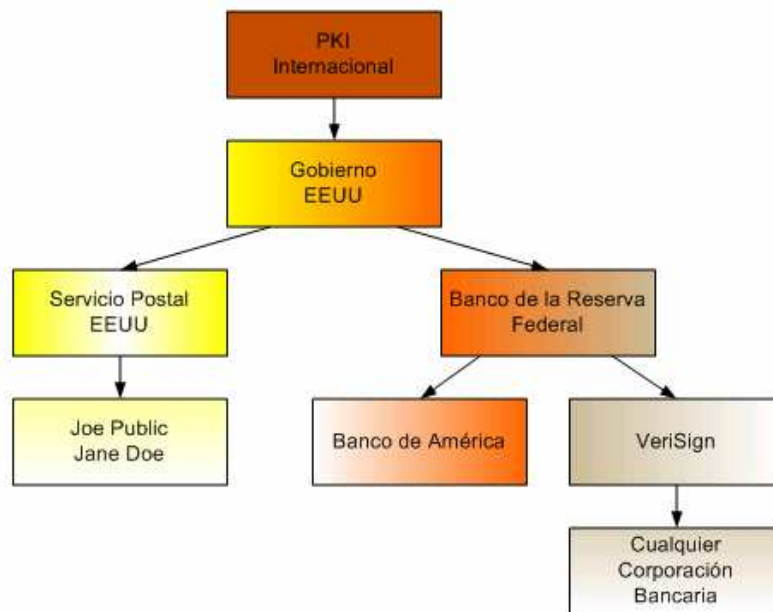 PKI
Internacional
Gobierno
EEUU
Servicio Postal
EEUU
Banco de la Reserva
Federal
Joe Public
Jane Doe
Banco de América
VeriSign
Cualquier
Corporación
Bancaria